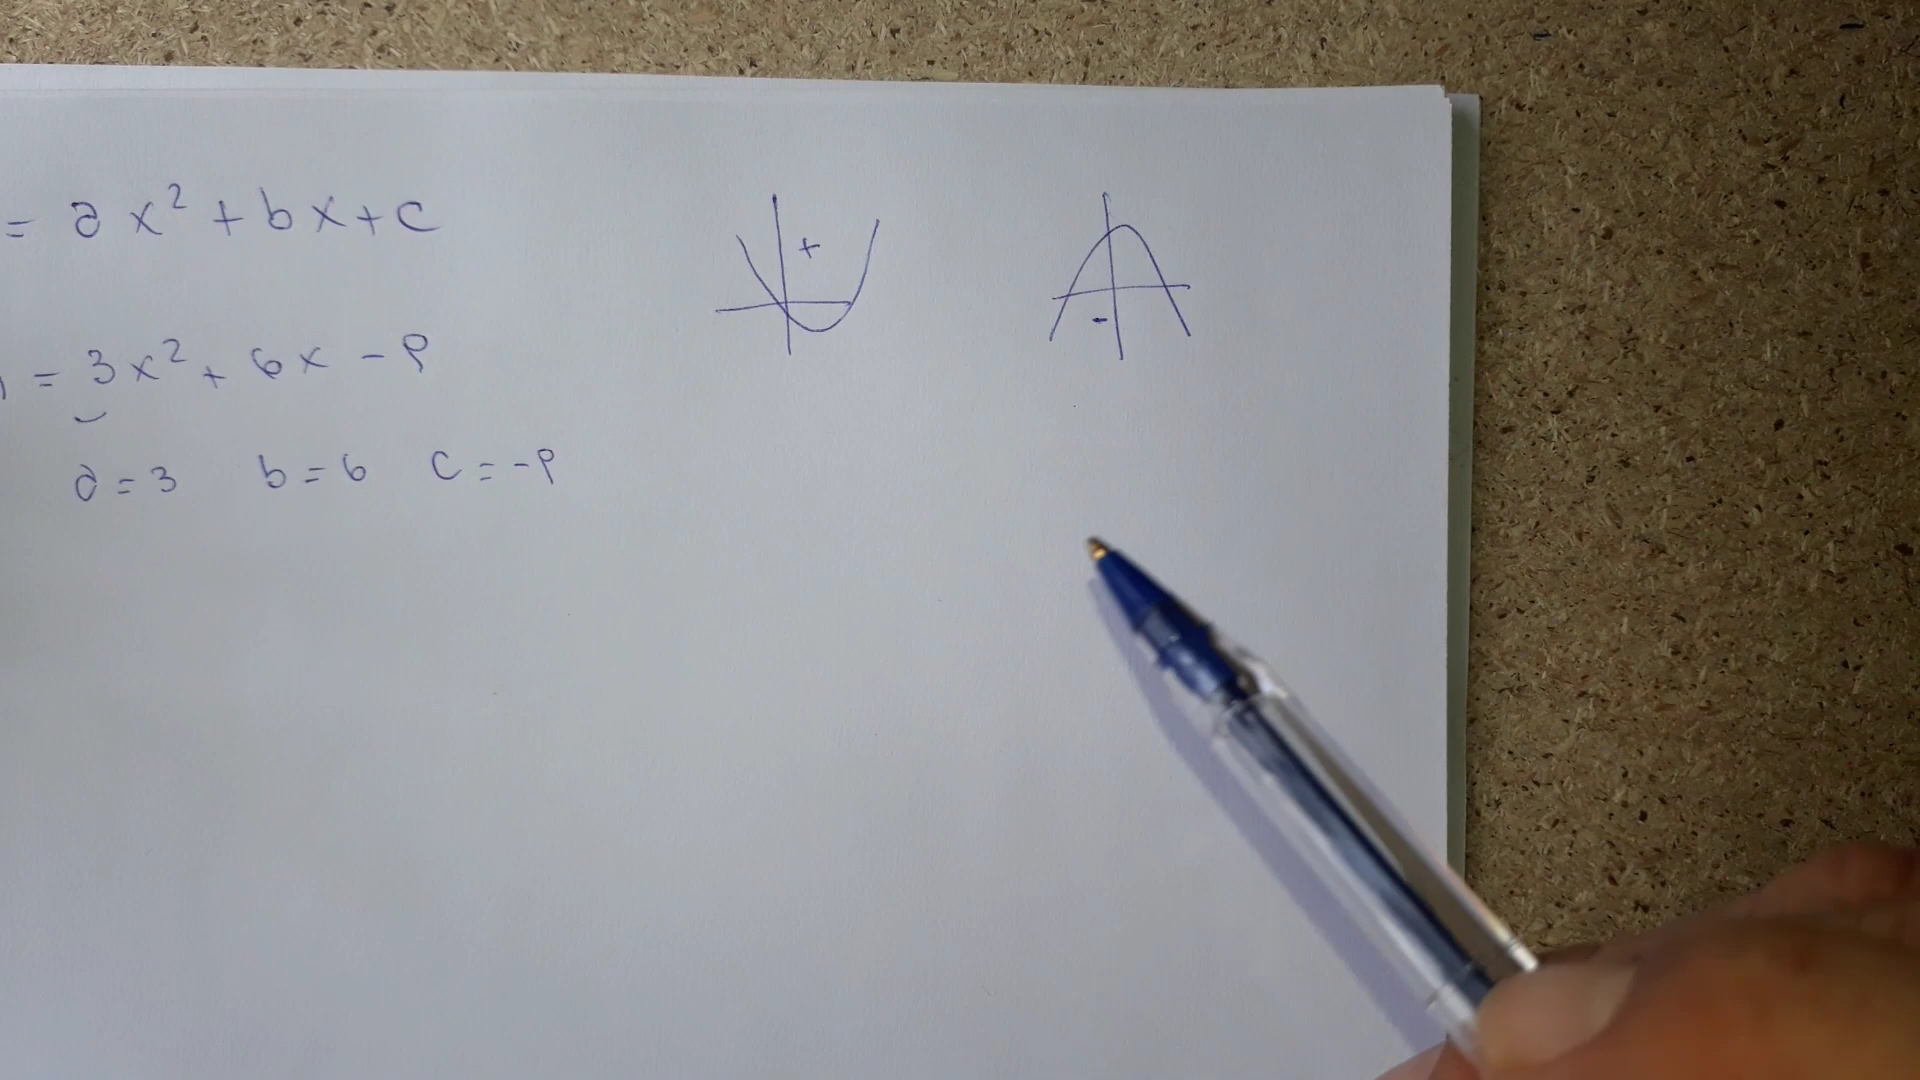 = ax² + bx + c
= 3x² + 6x - 9
a = 3 b = 6 c = -9
+
-